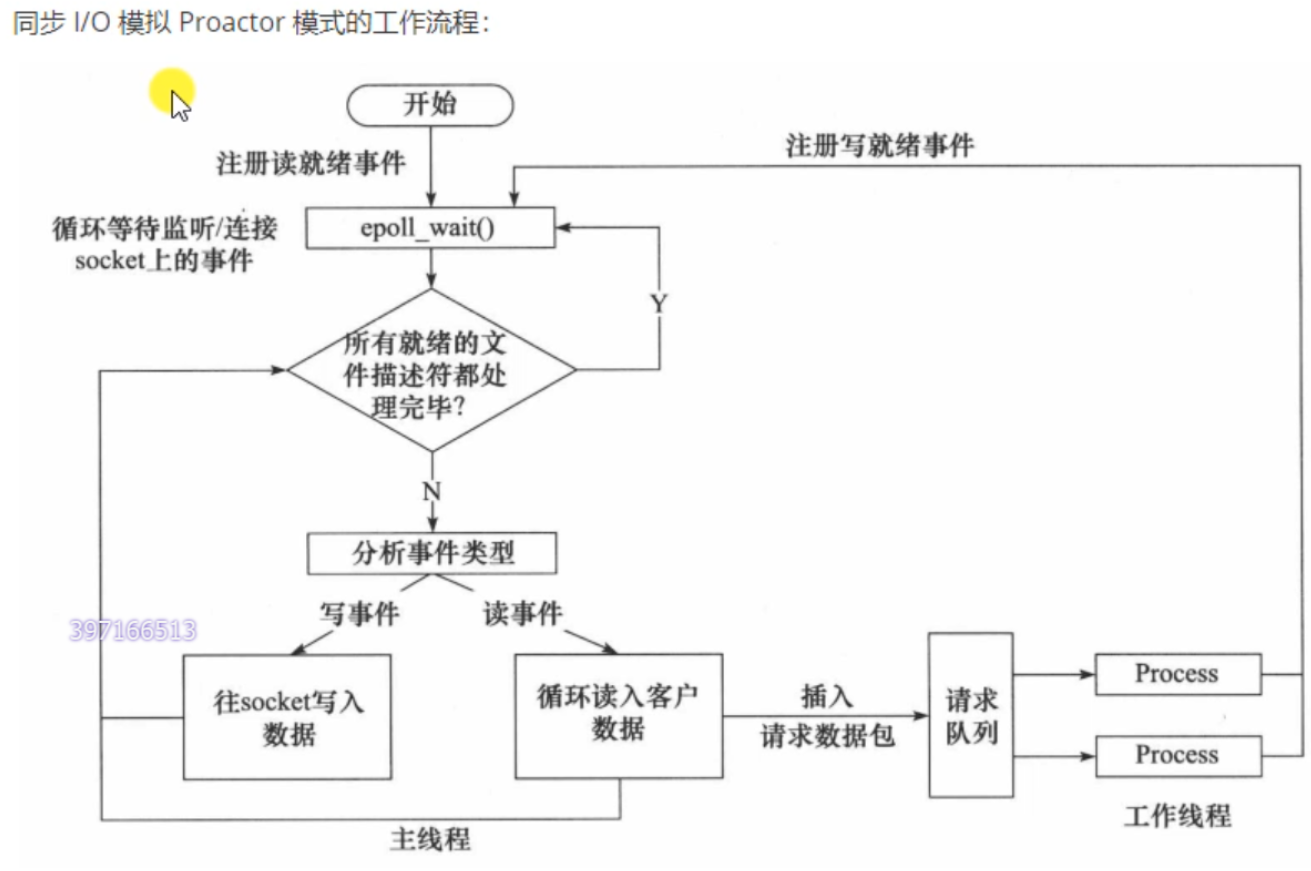 同步 I/O 模拟 Proactor 模式的工作流程：
开始
注册读就绪事件
注册写就绪事件
循环等待监听/连接
socket上的事件
epoll_wait()
Y
所有就绪的文
件描述符都处
理完毕?
N
分析事件类型
写事件
读事件
397166513
往socket写入
数据
循环读入客户
数据
插入
请求数据包
请求
队列
Process
Process
工作线程
主线程